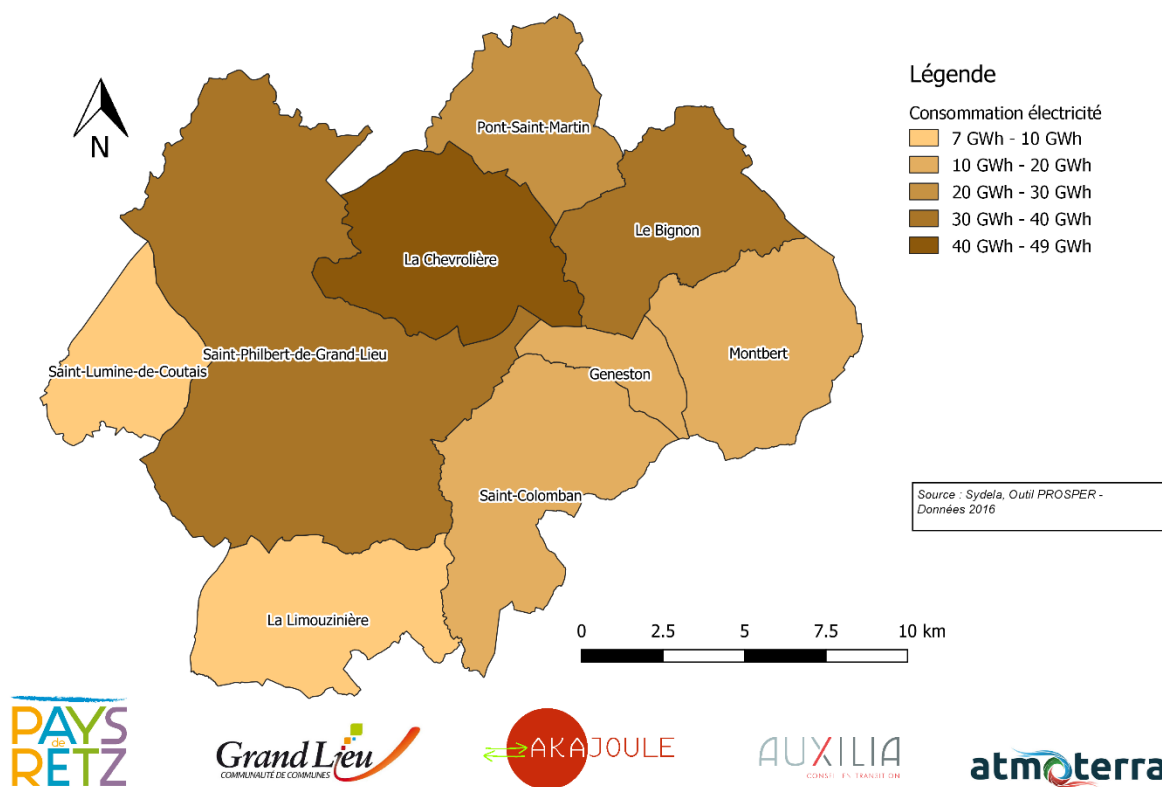 N
Pont-Saint-Martin
Le Bignon
La Chevrolière
Saint-Philbert-de-Grand-Lieu
Saint-Lumine-de-Coutais
Geneston
Montbert
Saint-Colomban
La Limouzinière
Légende
Consommation électricité
7 GWh - 10 GWh
10 GWh - 20 GWh
20 GWh - 30 GWh
30 GWh - 40 GWh
40 GWh - 49 GWh
Source : Sydela, Outil PROSPER -
Données 2016
0 2.5 5 7.5 10 km
PAYS
de
RETZ
Grand Lieu
COMMUNAUTÉ DE COMMUNES
AKAJOULE
AUXILIA
CONSEIL EN TRANSITION
atmoterra